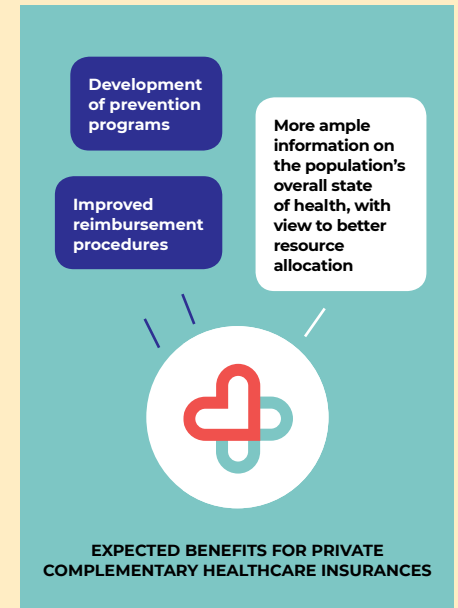 Development
of prevention
programs
Improved
reimbursement
procedures
More ample
information on
the population’s
overall state
of health, with
view to better
resource
allocation
EXPECTED BENEFITS FOR PRIVATE
COMPLEMENTARY HEALTHCARE INSURANCES